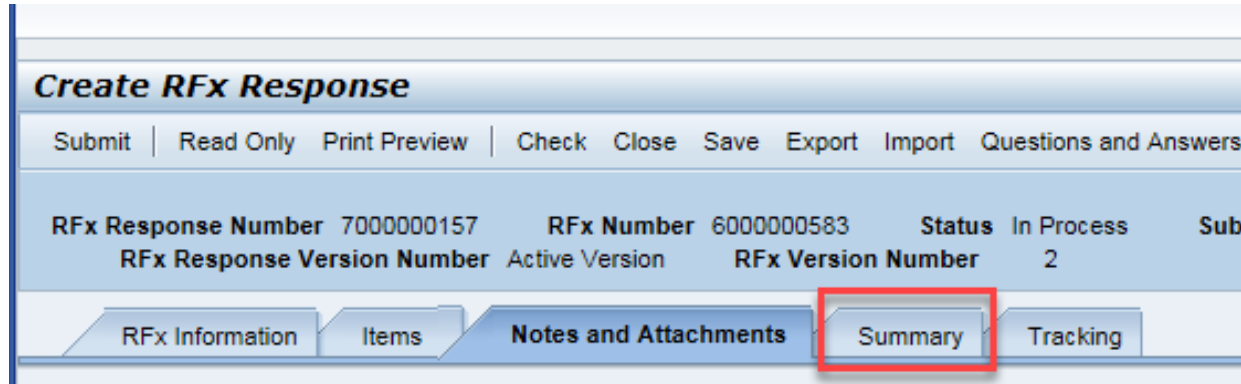 Create RFx Response
Submit Read Only Print Preview Check Close Save Export Import Questions and Answers
RFx Response Number 7000000157 RFx Number 6000000583 Status In Process Sub
RFx Response Version Number Active Version RFx Version Number 2
RFx Information Items Notes and Attachments Summary Tracking